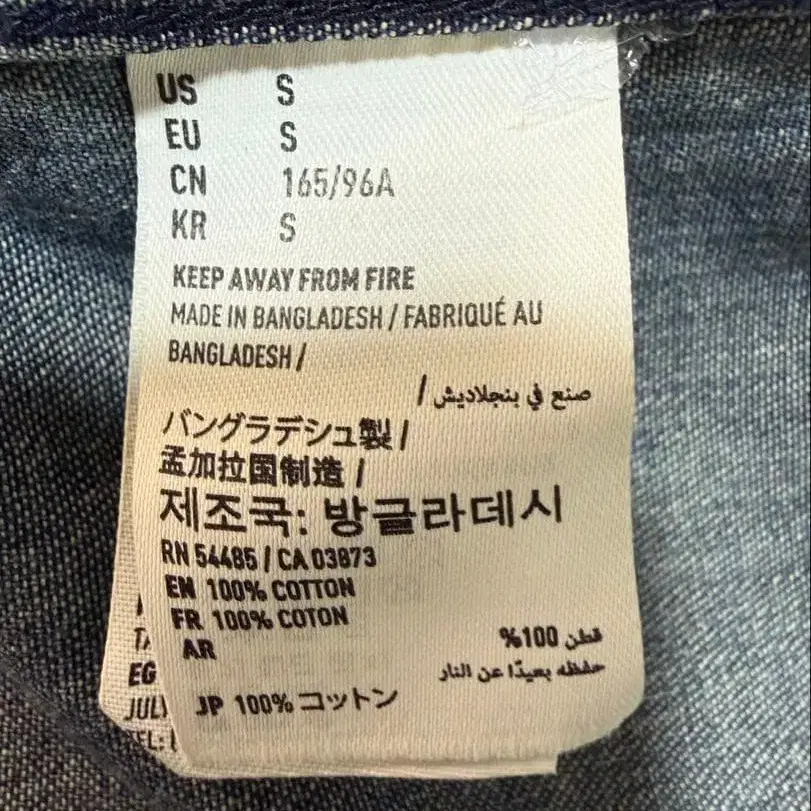 US S
EU S
CN 165/96A
KR S
KEEP AWAY FROM FIRE
MADE IN BANGLADESH / FABRIQUÉ AU
BANGLADESH /
صنع في بنجلاديش /
バングラデシュ製 /
孟加拉国制造 /
제조국: 방글라데시
RN 54485 / CA 03873
EN 100% COTTON
FR 100% COTON
AR قطن 100%
حفظه بعيدًا عن النار
JP 100% コットン
EG
JULY